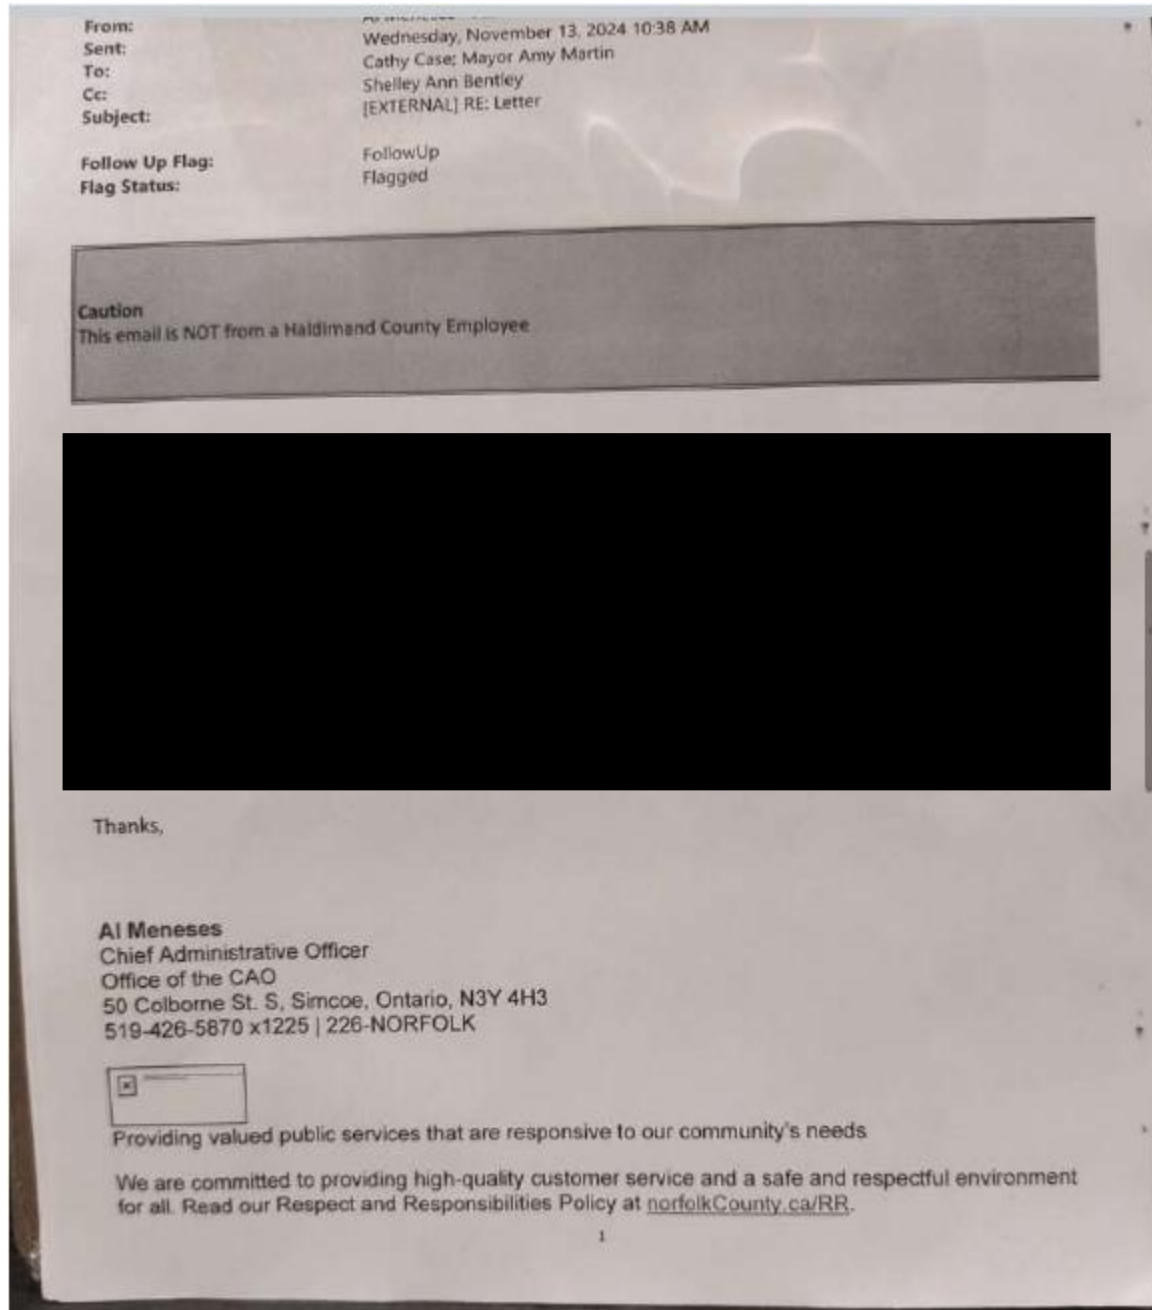 From:
Sent: Wednesday, November 13, 2024 10:38 AM
To: Cathy Case; Mayor Amy Martin
Cc: Shelley Ann Bentley
Subject: [EXTERNAL] RE: Letter
Follow Up Flag: FollowUp
Flag Status: Flagged
Caution
This email is NOT from a Haldimand County Employee
Thanks,
Al Meneses
Chief Administrative Officer
Office of the CAO
50 Colborne St. S, Simcoe, Ontario, N3Y 4H3
519-426-5870 x1225 | 226-NORFOLK
Providing valued public services that are responsive to our community's needs
We are committed to providing high-quality customer service and a safe and respectful environment
for all. Read our Respect and Responsibilities Policy at norfolkCounty.ca/RR.
1